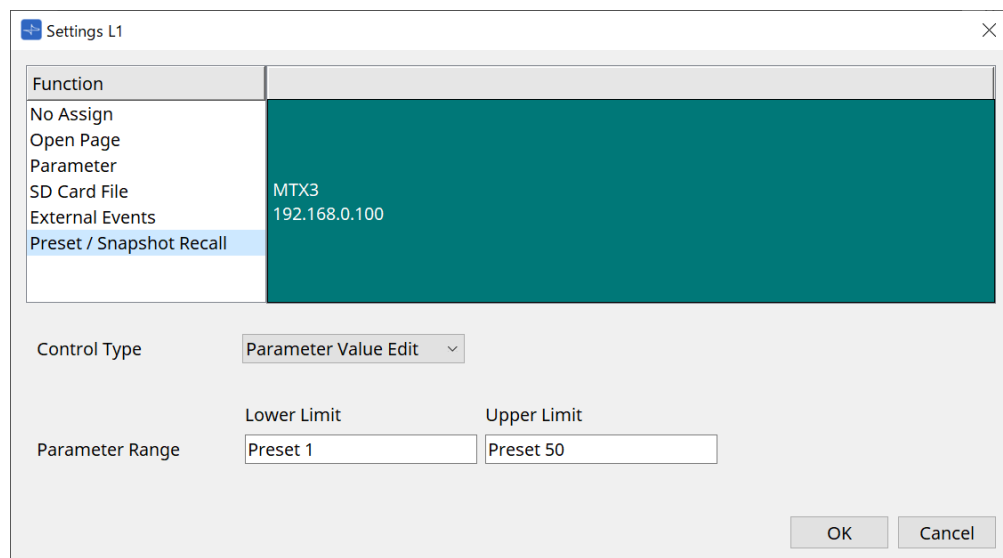 Settings L1
Function
No Assign
Open Page
Parameter
SD Card File
External Events
Preset / Snapshot Recall
MTX3
192.168.0.100
Control Type
Parameter Value Edit
Lower Limit
Upper Limit
Parameter Range
Preset 1
Preset 50
OK
Cancel